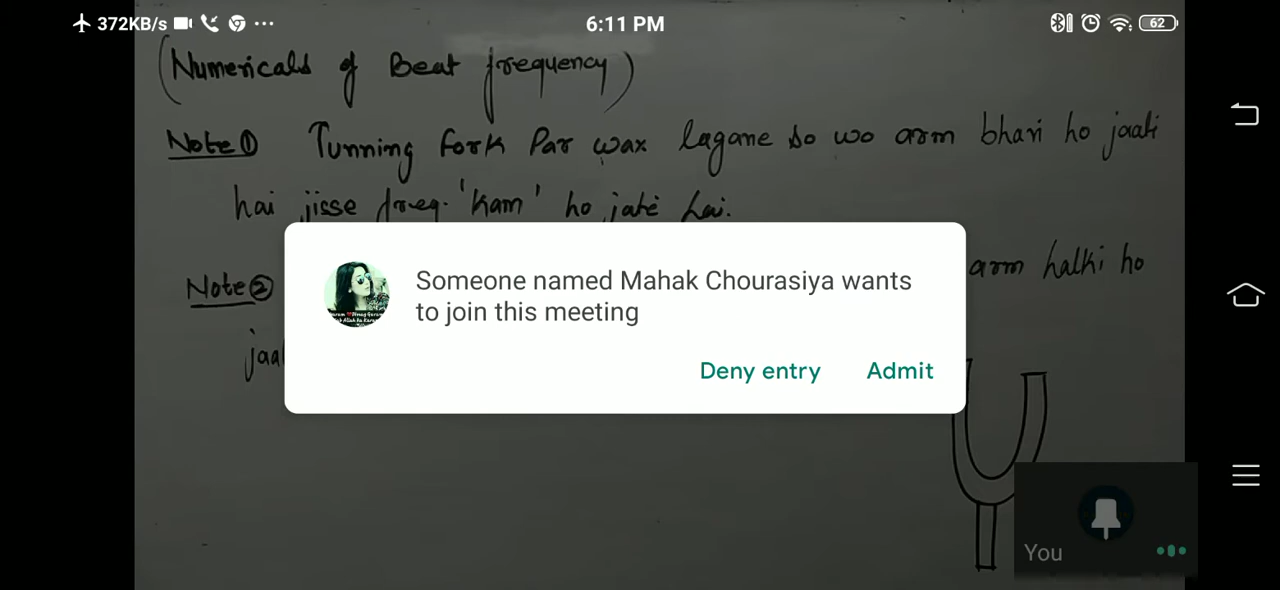 372KB/s
6:11 PM
62
(Numericals of Beat frequency)
Note① Tunning fork Par wax lagane so wo arm bhari ho jaati
hai jisse freq. 'kam' ho jate hai.
Note② arm halki ho
jaa
Someone named Mahak Chourasiya wants
to join this meeting
Deny entry Admit
You